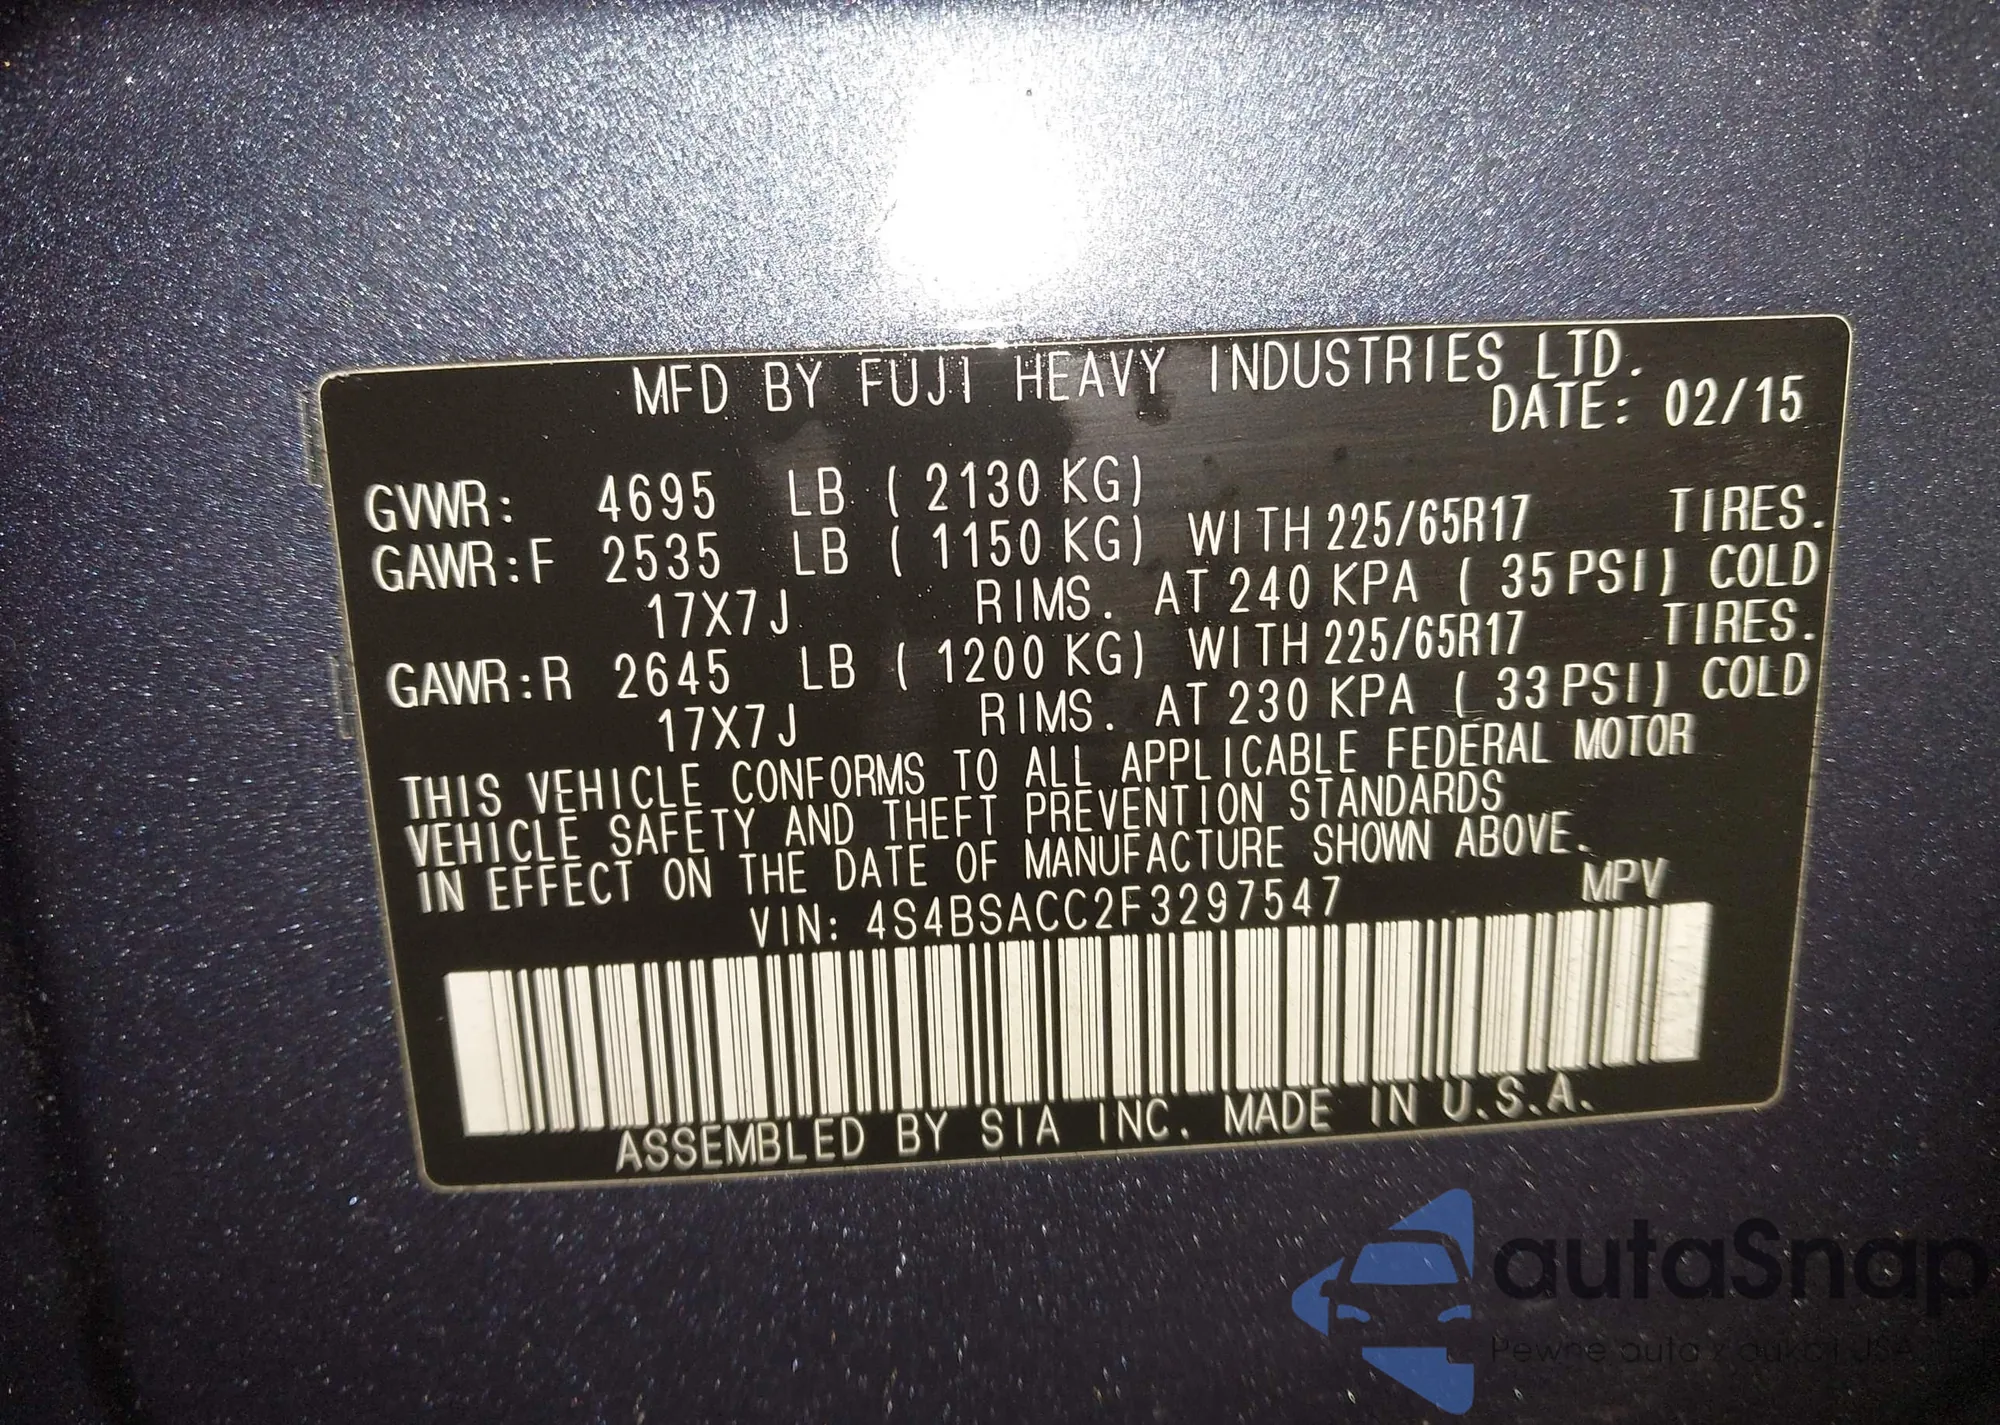 MFD BY FUJI HEAVY INDUSTRIES LTD.
DATE: 02/15
GVWR: 4695 LB ( 2130 KG)
GAWR:F 2535 LB ( 1150 KG) WITH 225/65R17 TIRES.
17X7J RIMS. AT 240 KPA ( 35 PSI) COLD
GAWR:R 2645 LB ( 1200 KG) WITH 225/65R17 TIRES.
17X7J RIMS. AT 230 KPA ( 33 PSI) COLD
THIS VEHICLE CONFORMS TO ALL APPLICABLE FEDERAL MOTOR
VEHICLE SAFETY AND THEFT PREVENTION STANDARDS
IN EFFECT ON THE DATE OF MANUFACTURE SHOWN ABOVE.
VIN: 4S4BSACC2F3297547 MPV
ASSEMBLED BY SIA INC. MADE IN U.S.A.
autaSnap
Pewne auta z aukcji USA